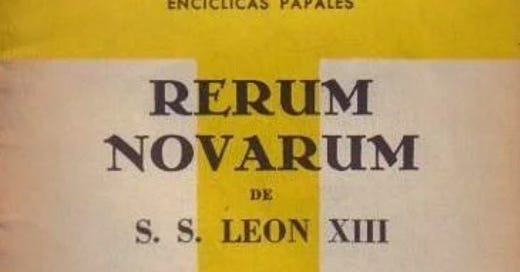 ENCICLICAS PAPALES
RERUM
NOVARUM
DE
S. S. LEON XIII